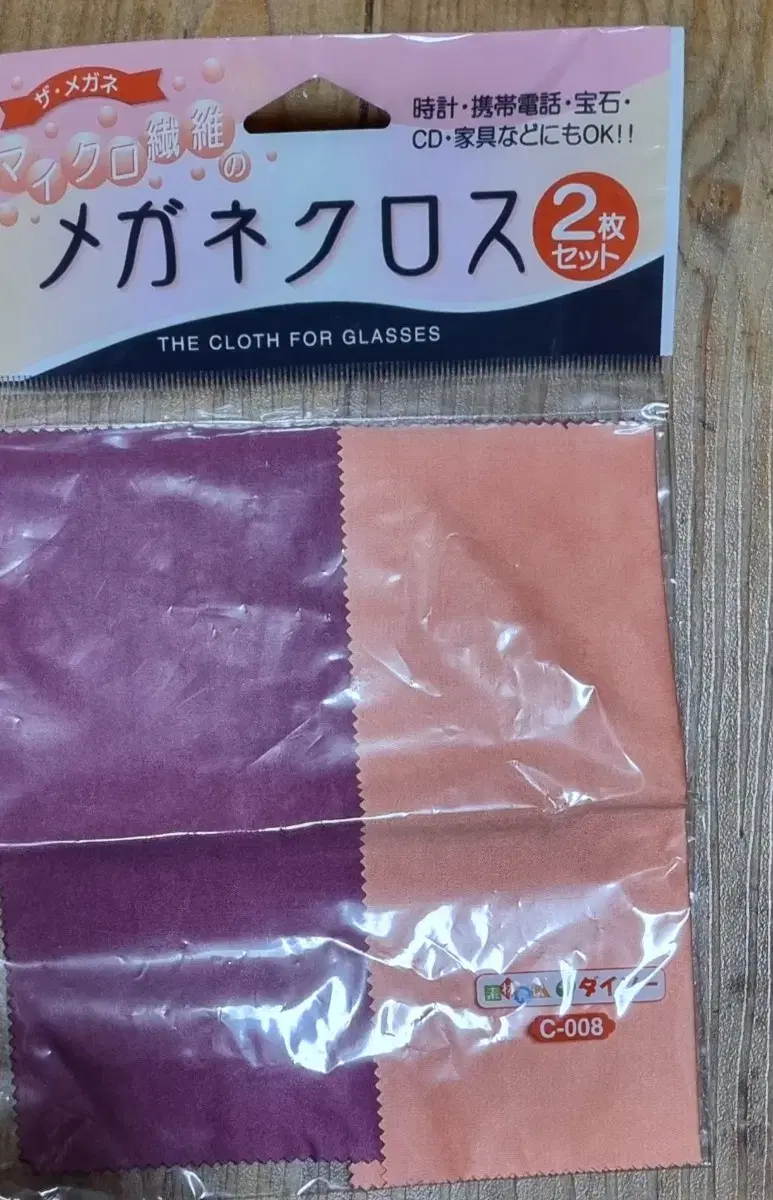 ザ・メガネ
マイクロ繊維の
メガネクロス
時計・携帯電話・宝石・
CD・家具などにもOK!!
2枚
セット
THE CLOTH FOR GLASSES
C-008